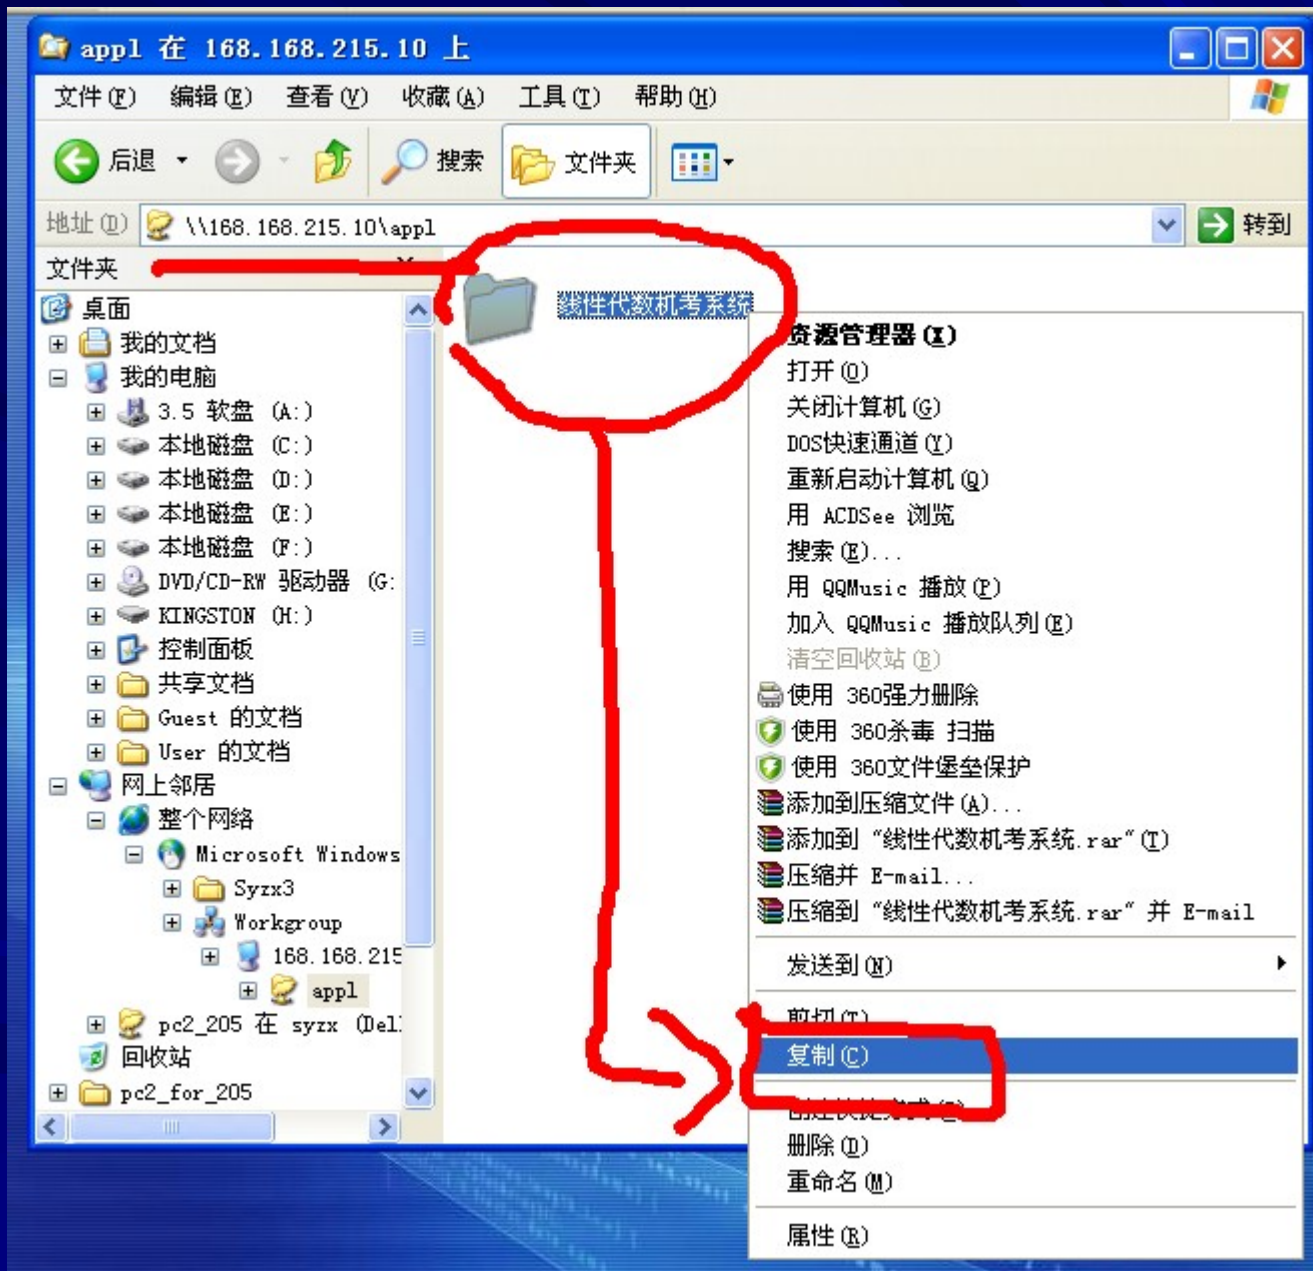 appl 在 168.168.215.10 上
文件(F) 编辑(E) 查看(V) 收藏(A) 工具(T) 帮助(H)
后退 搜索 文件夹
地址(D) \\168.168.215.10\appl 转到
文件夹
桌面
我的文档
我的电脑
3.5 软盘 (A:)
本地磁盘 (C:)
本地磁盘 (D:)
本地磁盘 (E:)
本地磁盘 (F:)
DVD/CD-RW 驱动器 (G:
KINGSTON (H:)
控制面板
共享文档
Guest 的文档
User 的文档
网上邻居
整个网络
Microsoft Windows
Syzx3
Workgroup
168.168.215
appl
pc2_205 在 syzx (Del
回收站
pc2_for_205
线性代数机考系统
资源管理器(X)
打开(O)
关闭计算机(G)
DOS快速通道(Y)
重新启动计算机(Q)
用 ACDSee 浏览
搜索(E)...
用 QQMusic 播放(P)
加入 QQMusic 播放队列(E)
清空回收站(B)
使用 360强力删除
使用 360杀毒 扫描
使用 360文件堡垒保护
添加到压缩文件(A)...
添加到 "线性代数机考系统.rar"(T)
压缩并 E-mail...
压缩到 "线性代数机考系统.rar" 并 E-mail
发送到(N)
剪切(T)
复制(C)
创建快捷方式(S)
删除(D)
重命名(M)
属性(R)